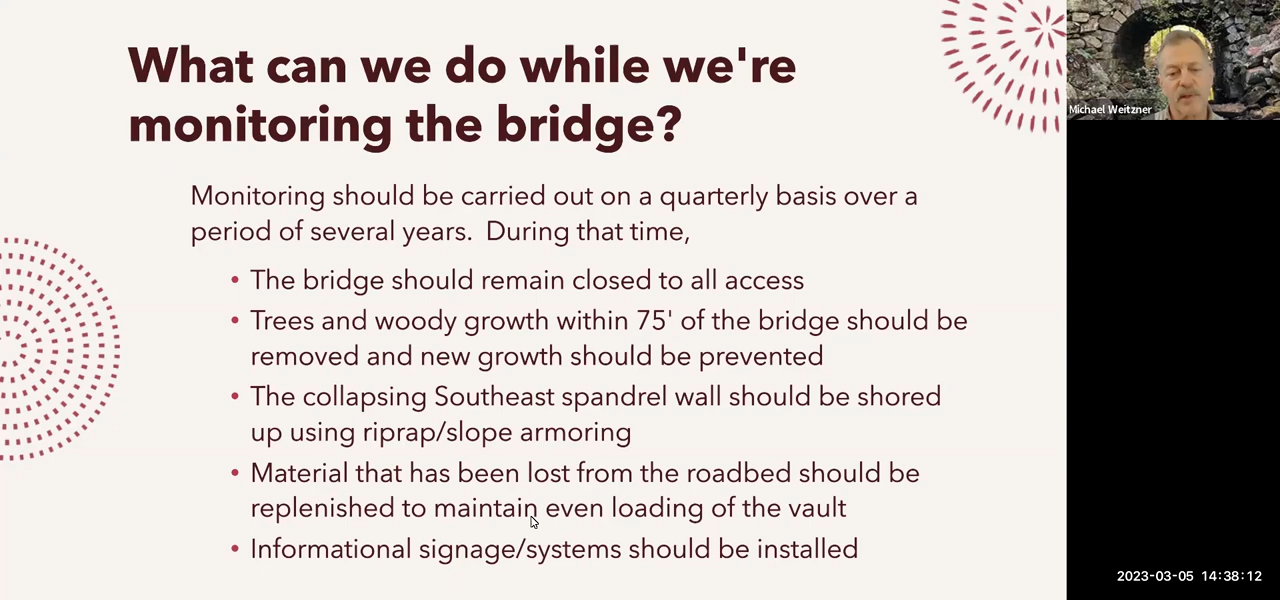 What can we do while we're
monitoring the bridge?
Monitoring should be carried out on a quarterly basis over a
period of several years.  During that time,
• The bridge should remain closed to all access
• Trees and woody growth within 75' of the bridge should be
removed and new growth should be prevented
• The collapsing Southeast spandrel wall should be shored
up using riprap/slope armoring
• Material that has been lost from the roadbed should be
replenished to maintain even loading of the vault
• Informational signage/systems should be installed
Michael Weitzner
2023-03-05 14:38:12